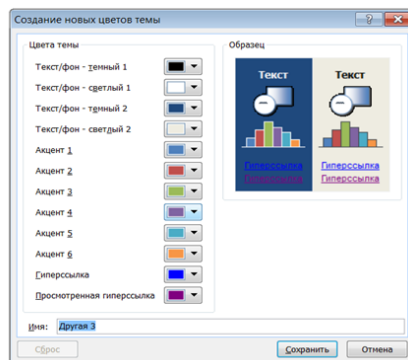 Создание новых цветов темы
Цвета темы
Текст/фон - темный 1
Текст/фон - светлый 1
Текст/фон - темный 2
Текст/фон - светлый 2
Акцент 1
Акцент 2
Акцент 3
Акцент 4
Акцент 5
Акцент 6
Гиперссылка
Просмотренная гиперссылка
Образец
Текст Текст
Гиперссылка Гиперссылка
Гиперссылка Гиперссылка
Имя: Другая 3
Сброс Сохранить Отмена